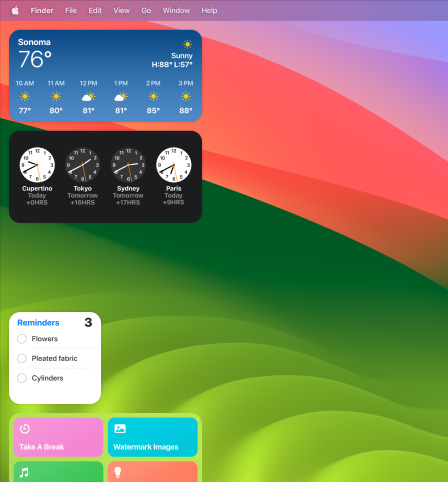 Finder File Edit View Go Window Help
Sonoma
76°
Sunny
H:88° L:57°
10 AM 11 AM 12 PM 1 PM 2 PM 3 PM
77° 80° 81° 81° 85° 88°
Cupertino Tokyo Sydney Paris
Today Tomorrow Tomorrow Today
+0HRS +16HRS +17HRS +9HRS
Reminders 3
Flowers
Pleated fabric
Cylinders
Take A Break Watermark Images